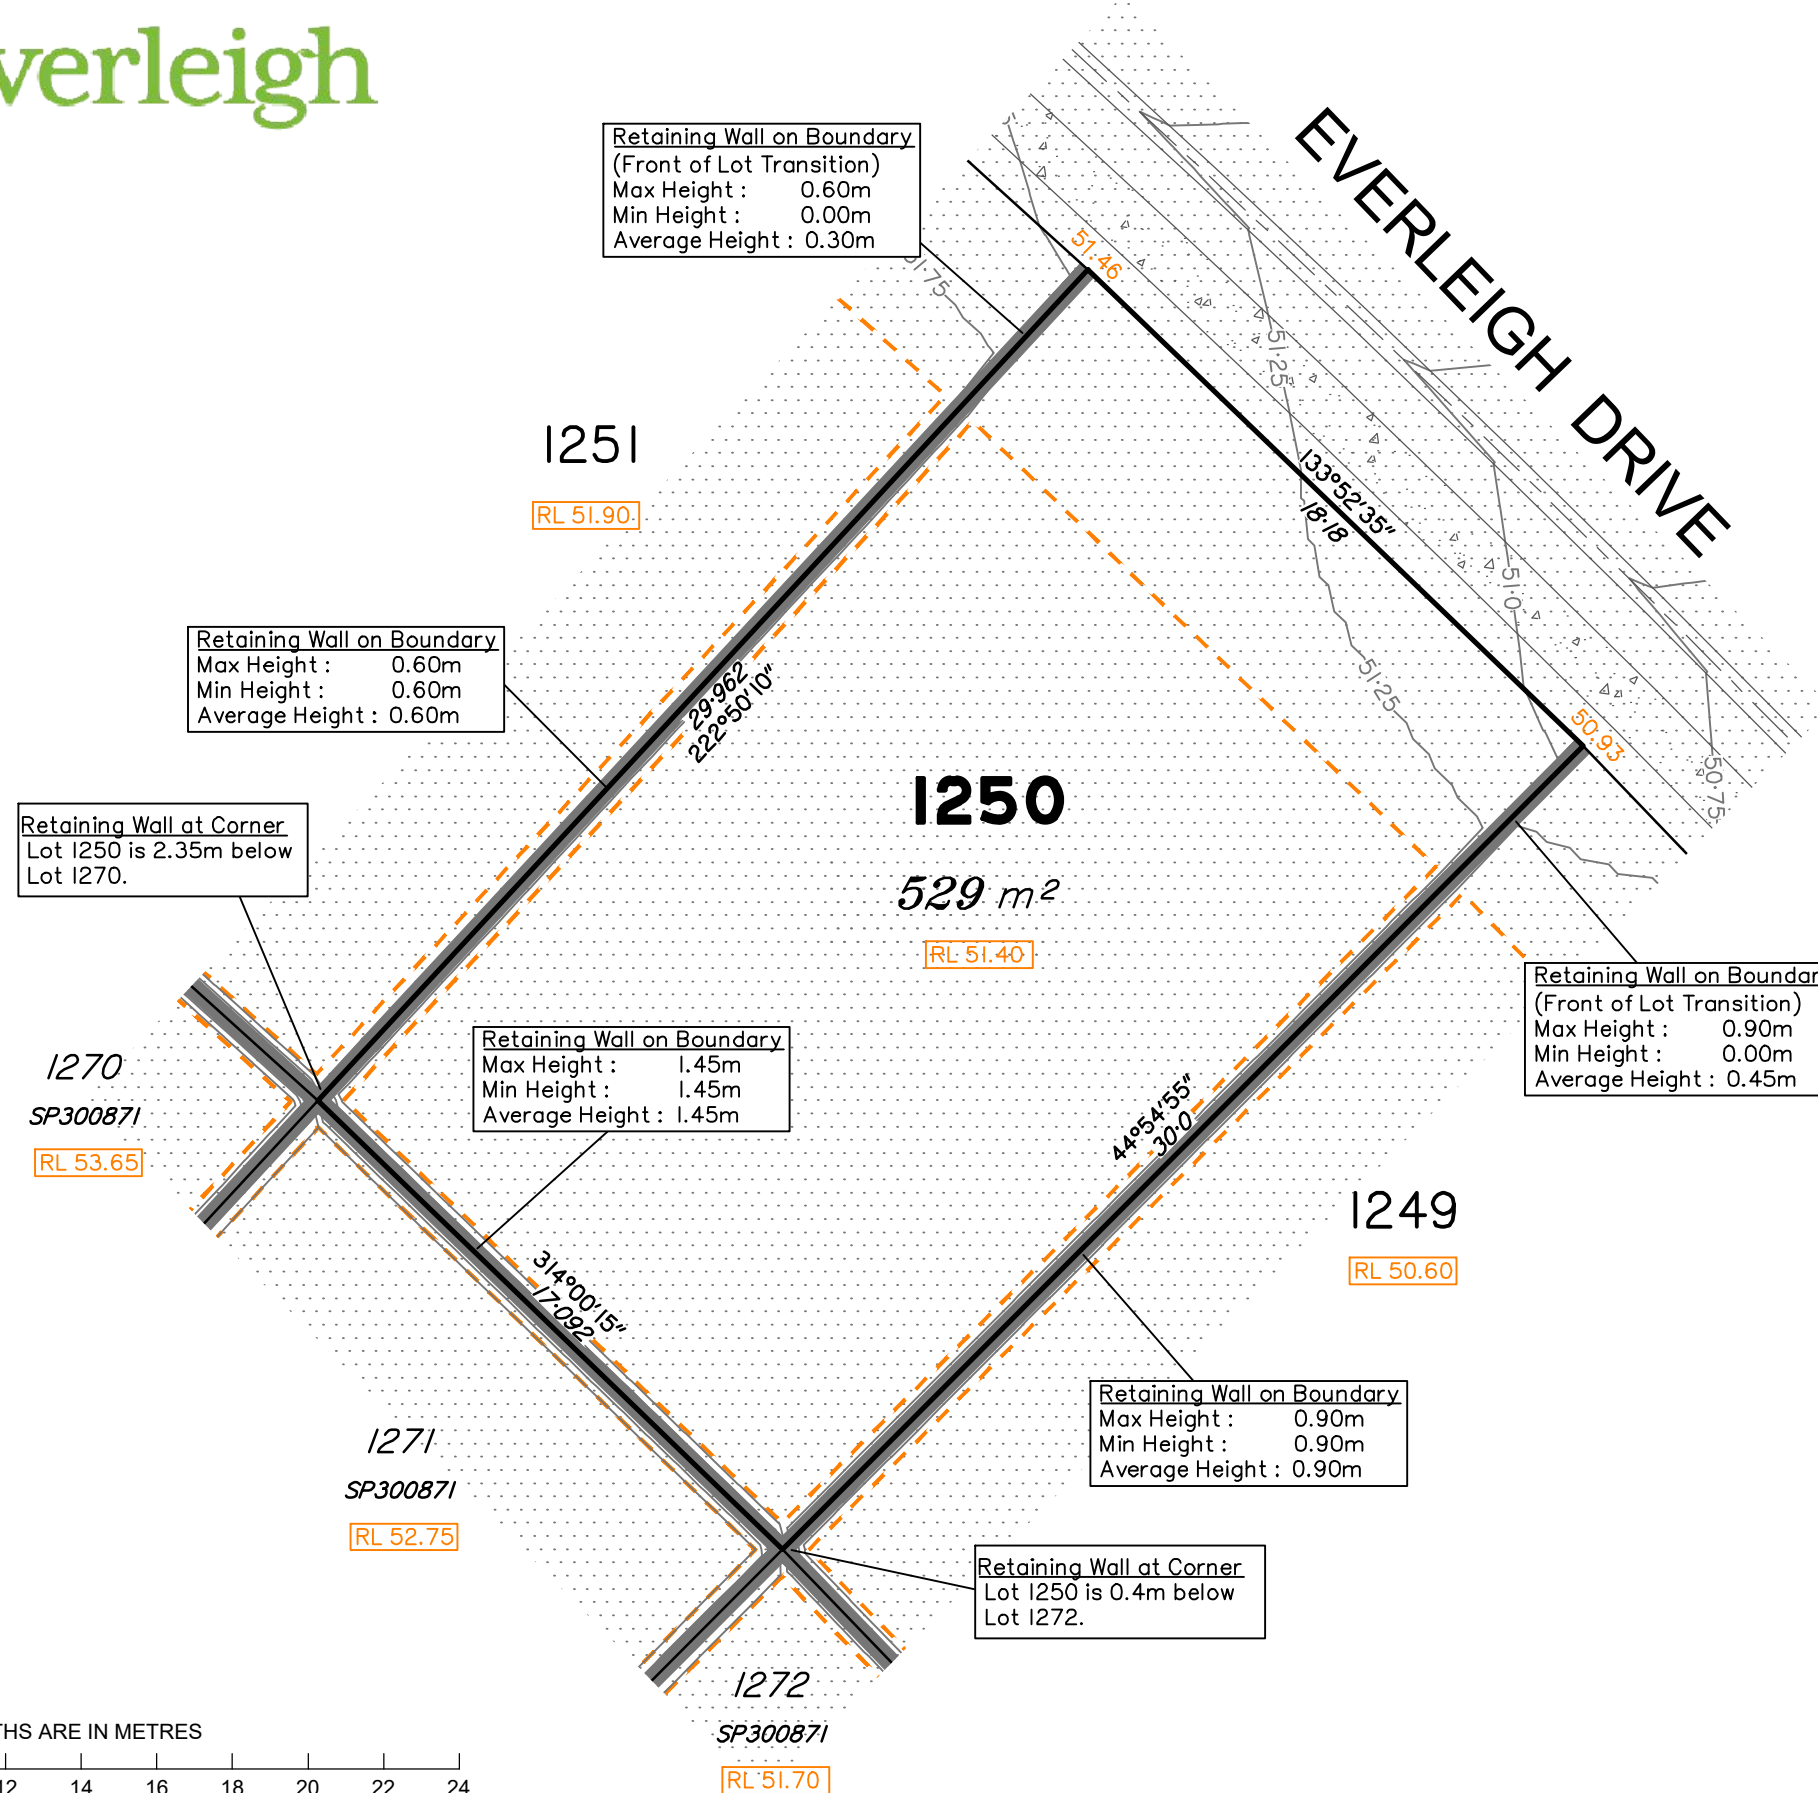 verleigh
EVERLEIGH DRIVE
Retaining Wall on Boundary
(Front of Lot Transition)
Max Height : 0.60m
Min Height : 0.00m
Average Height : 0.30m
51·75
51.46
51·25
133°52'35"
18·18
51·0
51·25
50.93
50·75
1251
RL 51.90
Retaining Wall on Boundary
Max Height : 0.60m
Min Height : 0.60m
Average Height : 0.60m
29·962
222°50'10"
1250
529 m²
RL 51.40
Retaining Wall at Corner
Lot 1250 is 2.35m below
Lot 1270.
Retaining Wall on Boundar
(Front of Lot Transition)
Max Height : 0.90m
Min Height : 0.00m
Average Height : 0.45m
1270
SP300871
RL 53.65
Retaining Wall on Boundary
Max Height : 1.45m
Min Height : 1.45m
Average Height : 1.45m
44°54'55"
30·0
1249
RL 50.60
314°00'15"
17·092
1271
SP300871
RL 52.75
Retaining Wall on Boundary
Max Height : 0.90m
Min Height : 0.90m
Average Height : 0.90m
Retaining Wall at Corner
Lot 1250 is 0.4m below
Lot 1272.
1272
SP300871
RL 51.70
THS ARE IN METRES
12 14 16 18 20 22 24